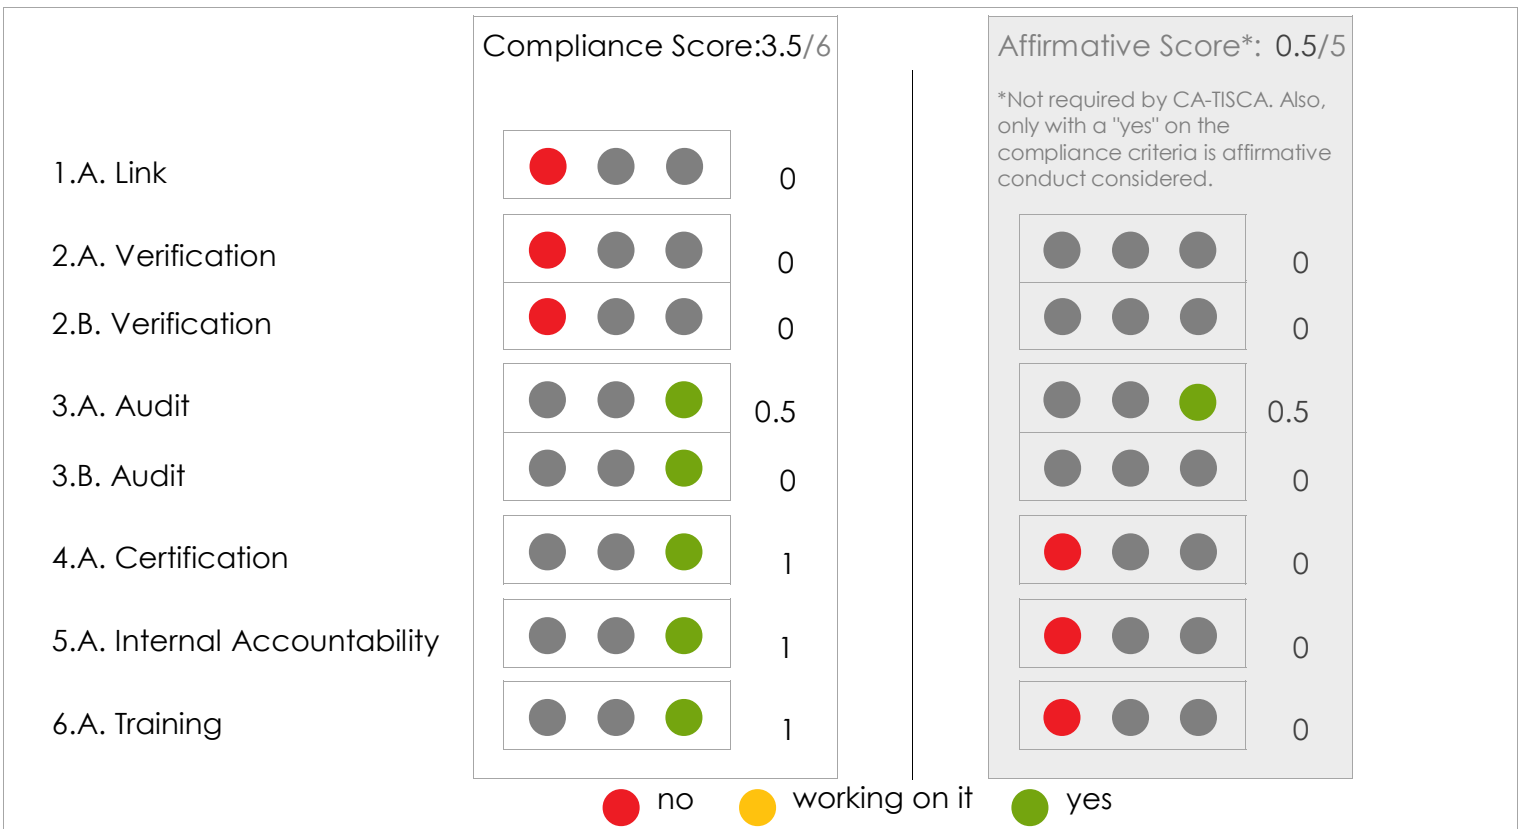 Compliance Score:3.5/6
Affirmative Score*: 0.5/5
*Not required by CA-TISCA. Also,
only with a "yes" on the
compliance criteria is affirmative
conduct considered.
1.A. Link
0
2.A. Verification
0
0
2.B. Verification
0
0
3.A. Audit
0.5
0.5
3.B. Audit
0
0
4.A. Certification
1
0
5.A. Internal Accountability
1
0
6.A. Training
1
0
no
working on it
yes